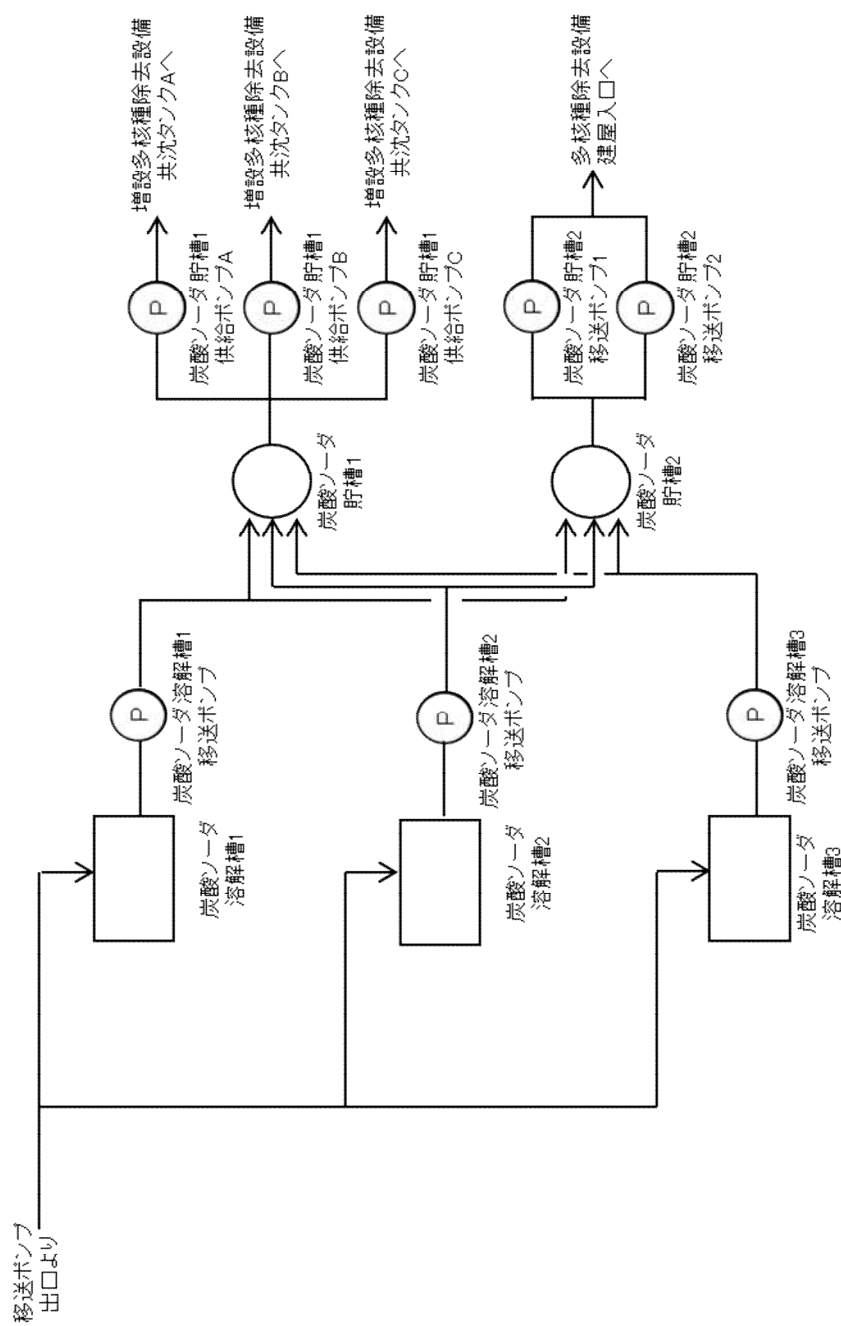 移送ポンプ
出口より
炭酸ソーダ
溶解槽1
炭酸ソーダ溶解槽1
移送ポンプ
P
炭酸ソーダ
溶解槽2
炭酸ソーダ溶解槽2
移送ポンプ
P
炭酸ソーダ
溶解槽3
炭酸ソーダ溶解槽3
移送ポンプ
P
炭酸ソーダ
貯槽1
炭酸ソーダ貯槽1
供給ポンプA
P
増設多核種除去設備
共沈タンクAへ
炭酸ソーダ貯槽1
供給ポンプB
P
増設多核種除去設備
共沈タンクBへ
炭酸ソーダ貯槽1
供給ポンプC
P
増設多核種除去設備
共沈タンクCへ
炭酸ソーダ
貯槽2
炭酸ソーダ貯槽2
移送ポンプ1
P
炭酸ソーダ貯槽2
移送ポンプ2
P
多核種除去設備
建屋入口へ